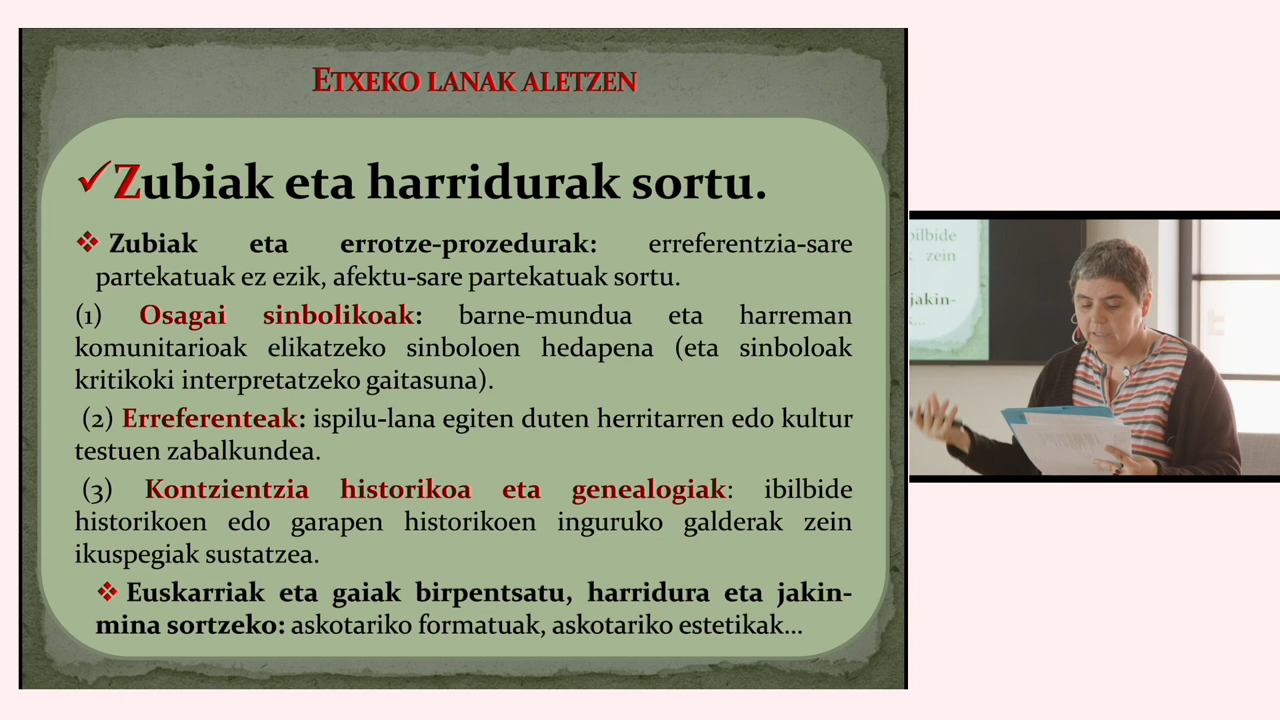 ETXEKO LANAK ALETZEN
Zubiak eta harridurak sortu.
Zubiak eta errotze-prozedurak: erreferentzia-sare
partekatuak ez ezik, afektu-sare partekatuak sortu.
(1) Osagai sinbolikoak: barne-mundua eta harreman
komunitarioak elikatzeko sinboloen hedapena (eta sinboloak
kritikoki interpretatzeko gaitasuna).
(2) Erreferenteak: ispilu-lana egiten duten herritarren edo kultur
testuen zabalkundea.
(3) Kontzientzia historikoa eta genealogiak: ibilbide
historikoen edo garapen historikoen inguruko galderak zein
ikuspegiak sustatzea.
Euskarriak eta gaiak birpentsatu, harridura eta jakin-
mina sortzeko: askotariko formatuak, askotariko estetikak...
zein
jakin-